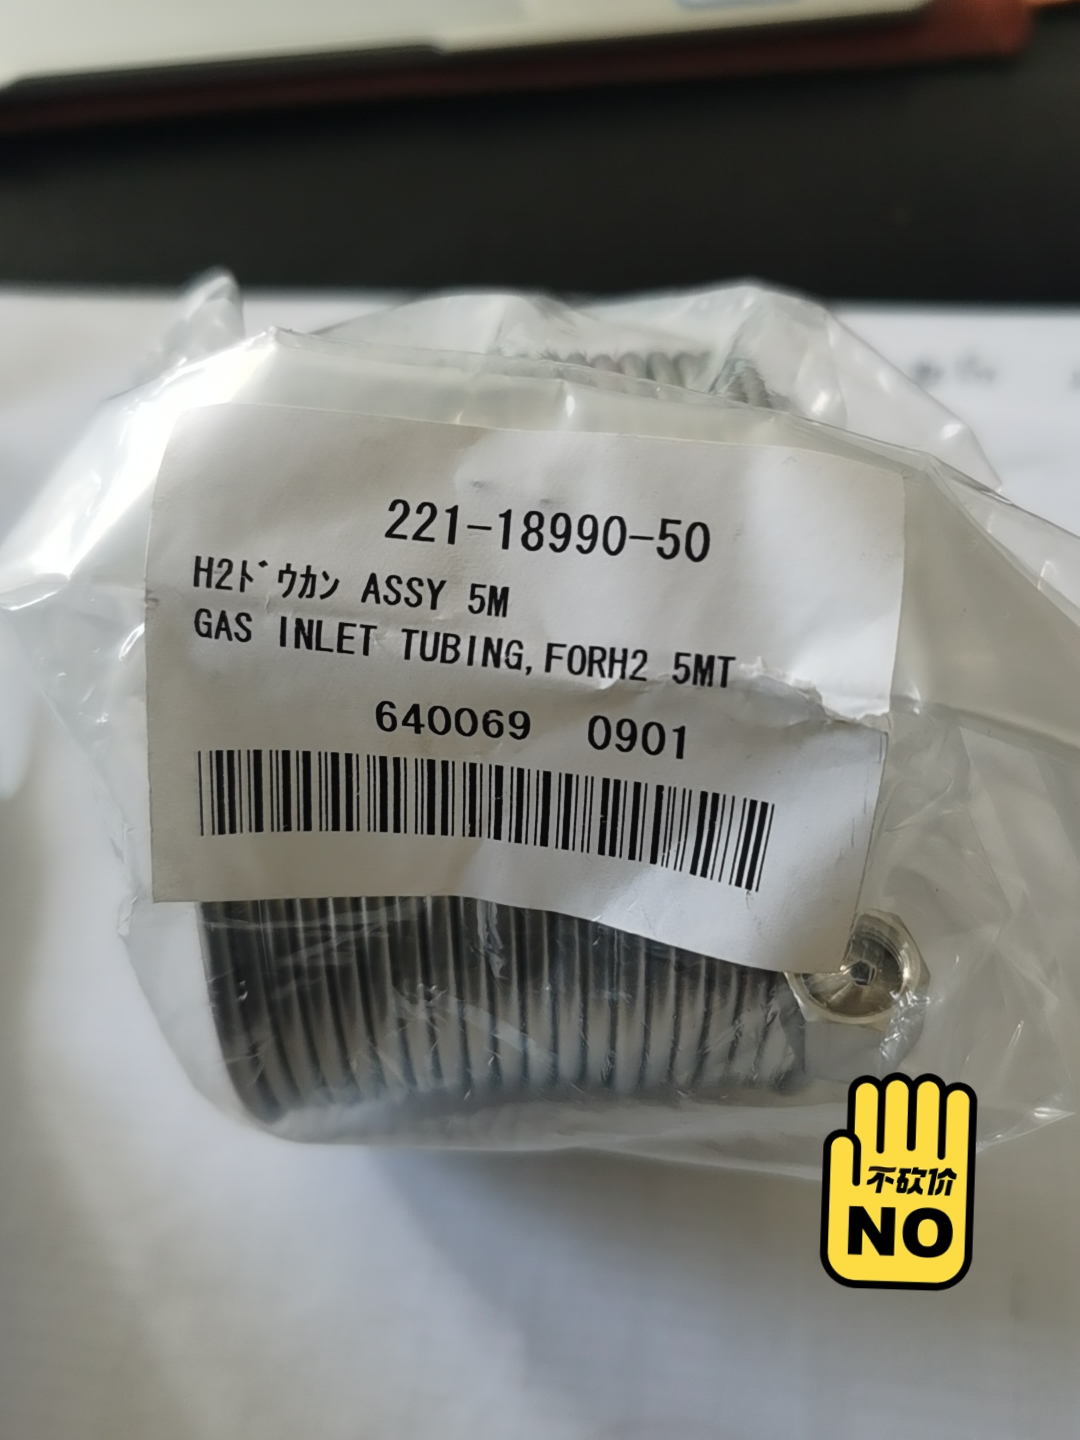 221-18990-50
H2ﾄﾞｳｶﾝ ASSY 5M
GAS INLET TUBING,FORH2 5MT
640069 0901
不砍价
NO